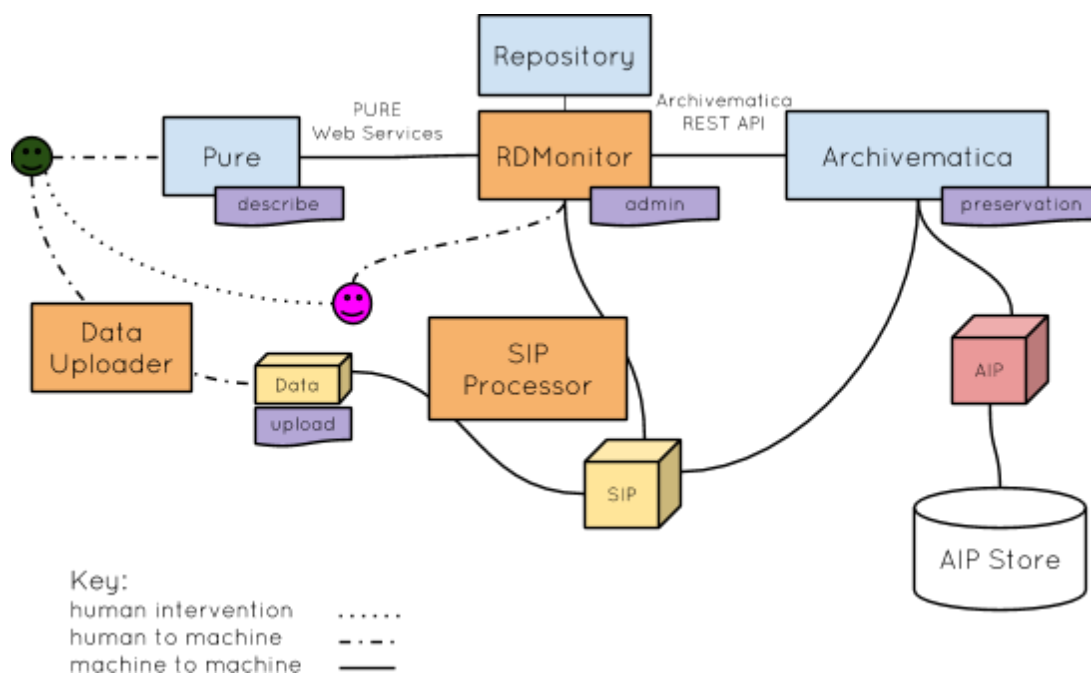 Repository
PURE
Web Services
Archivematica
REST API
Pure
RDMonitor
Archivematica
describe
admin
preservation
Data
Uploader
SIP
Processor
Data
upload
SIP
AIP
AIP Store
Key:
human intervention
human to machine
machine to machine